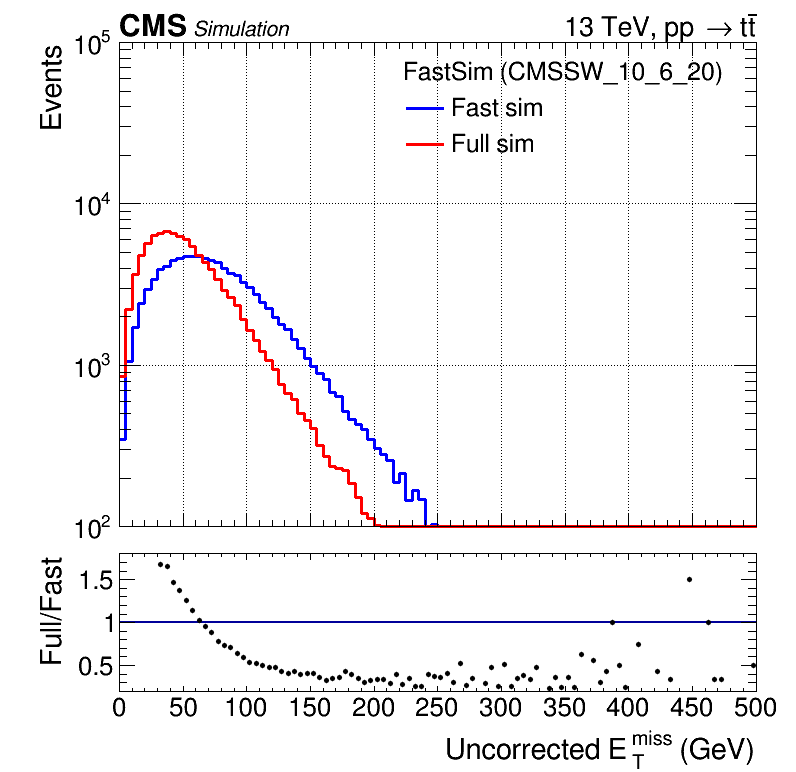 CMS Simulation 13 TeV, pp → tt̄
Events
10⁵
10⁴
10³
10²
FastSim (CMSSW_10_6_20)
Fast sim
Full sim
Full/Fast
1.5
1
0.5
0 50 100 150 200 250 300 350 400 450 500
Uncorrected E_T^miss (GeV)